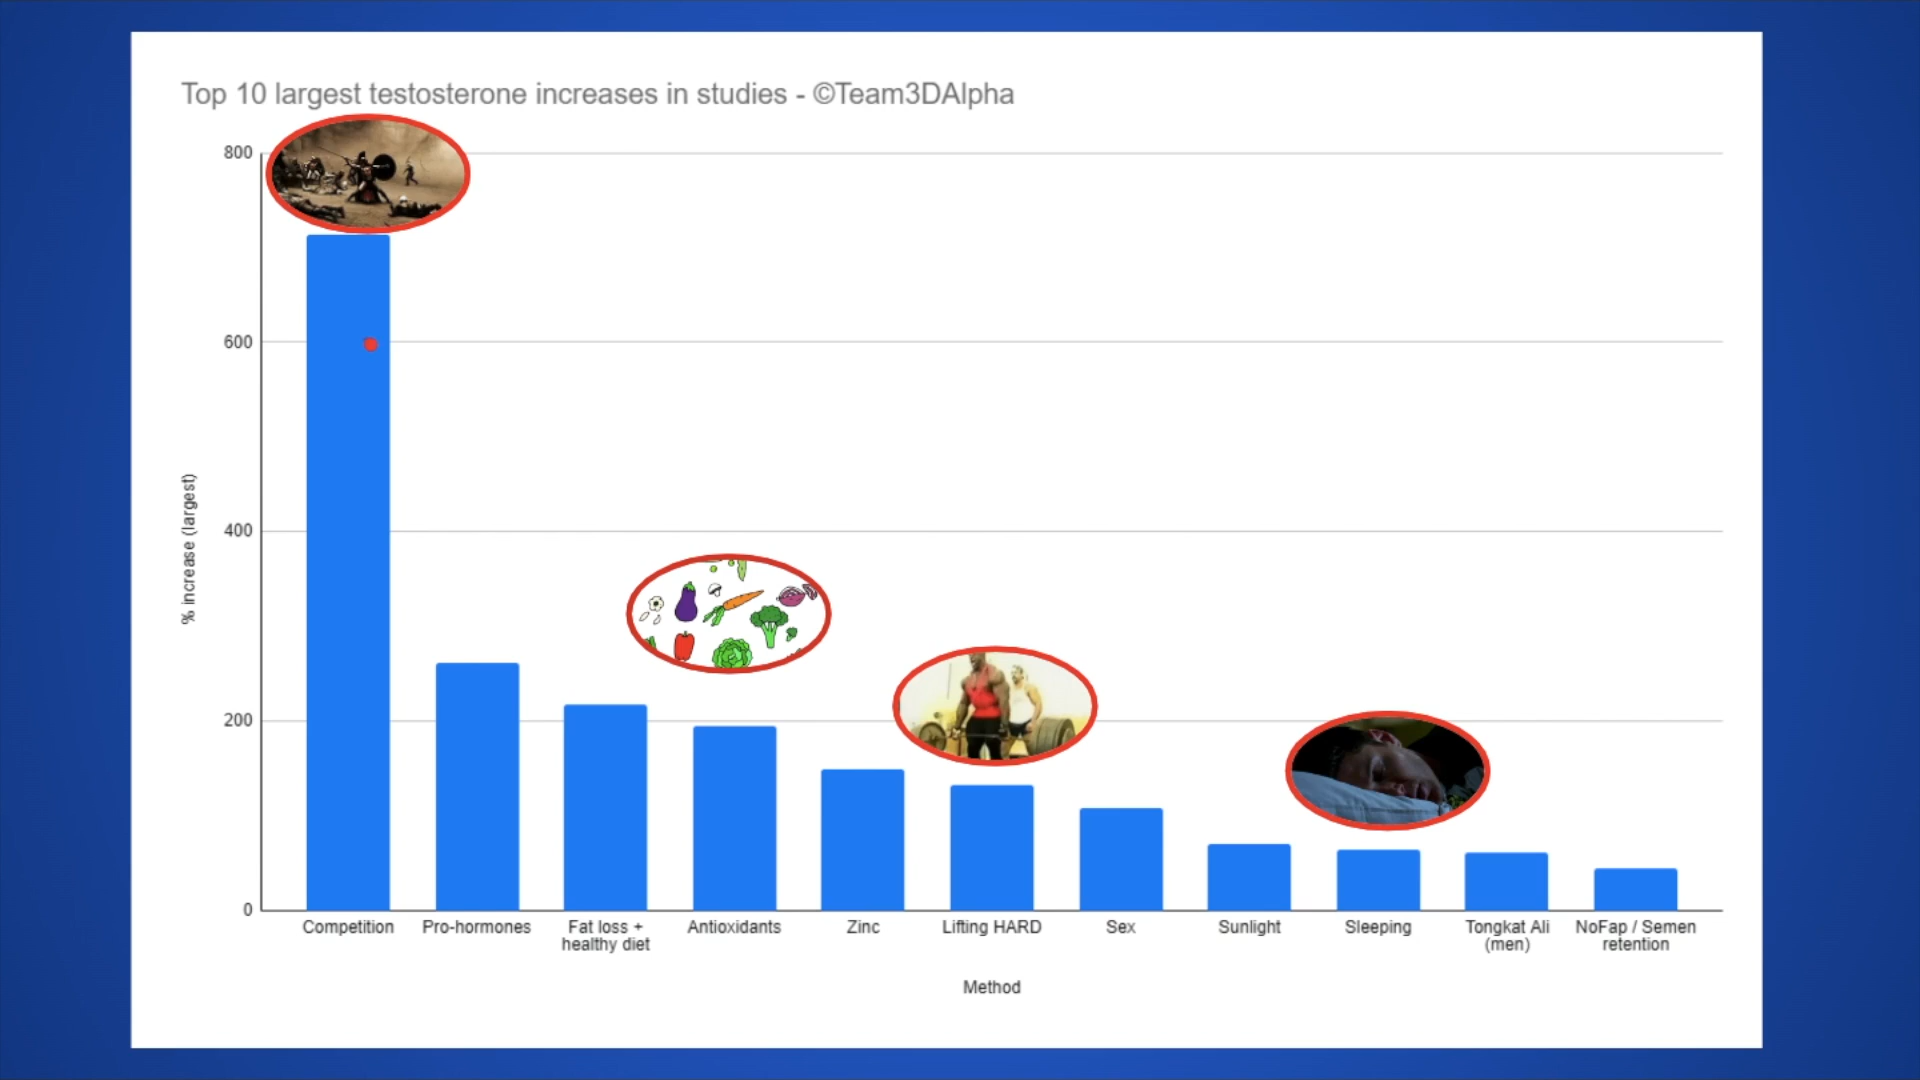 Top 10 largest testosterone increases in studies - ©Team3DAlpha
800
600
400
200
0
% increase (largest)
Competition
Pro-hormones
Fat loss +
healthy diet
Antioxidants
Zinc
Lifting HARD
Sex
Sunlight
Sleeping
Tongkat Ali
(men)
NoFap / Semen
retention
Method